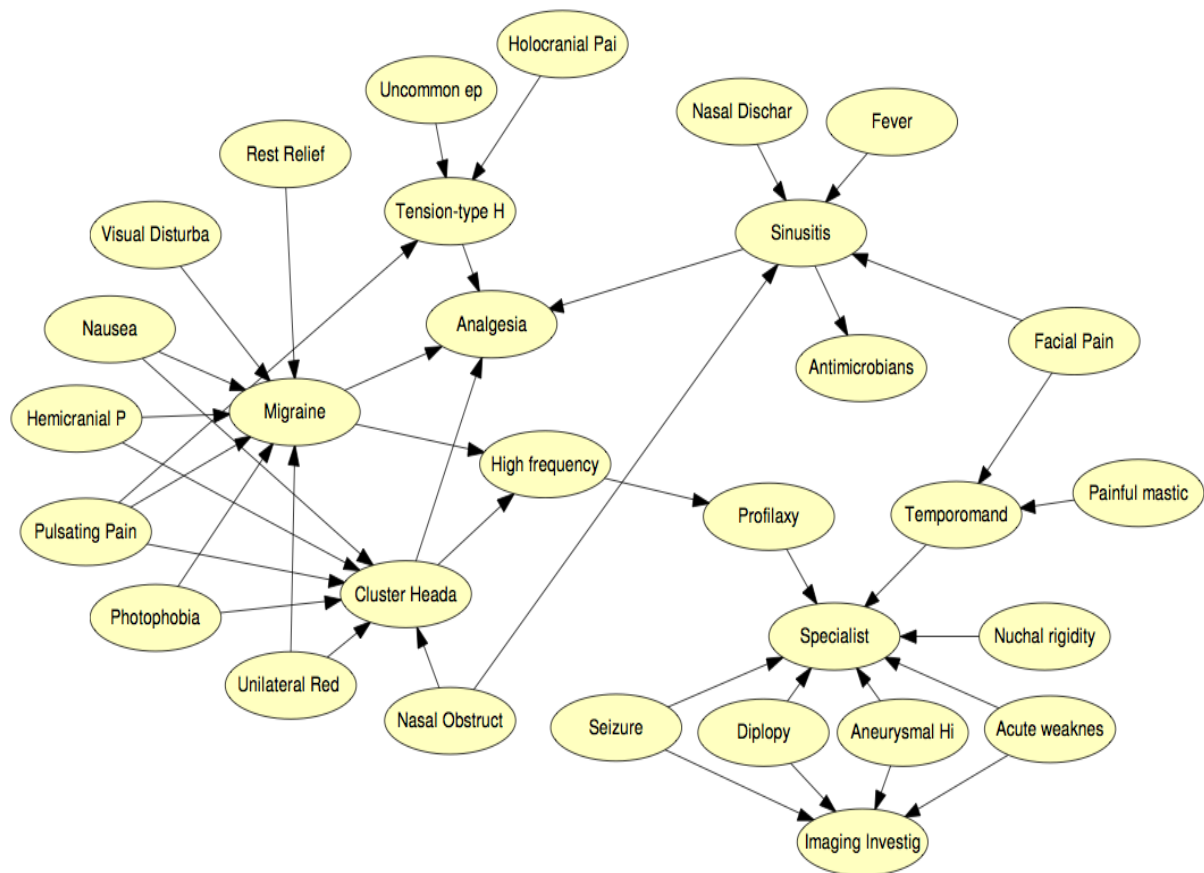 Holocranial Pai
Uncommon ep
Nasal Dischar
Fever
Rest Relief
Tension-type H
Visual Disturba
Sinusitis
Nausea
Analgesia
Facial Pain
Antimicrobians
Hemicranial P
Migraine
High frequency
Painful mastic
Profilaxy
Temporomand
Pulsating Pain
Cluster Heada
Photophobia
Specialist
Nuchal rigidity
Unilateral Red
Nasal Obstruct
Seizure
Diplopy
Aneurysmal Hi
Acute weaknes
Imaging Investig